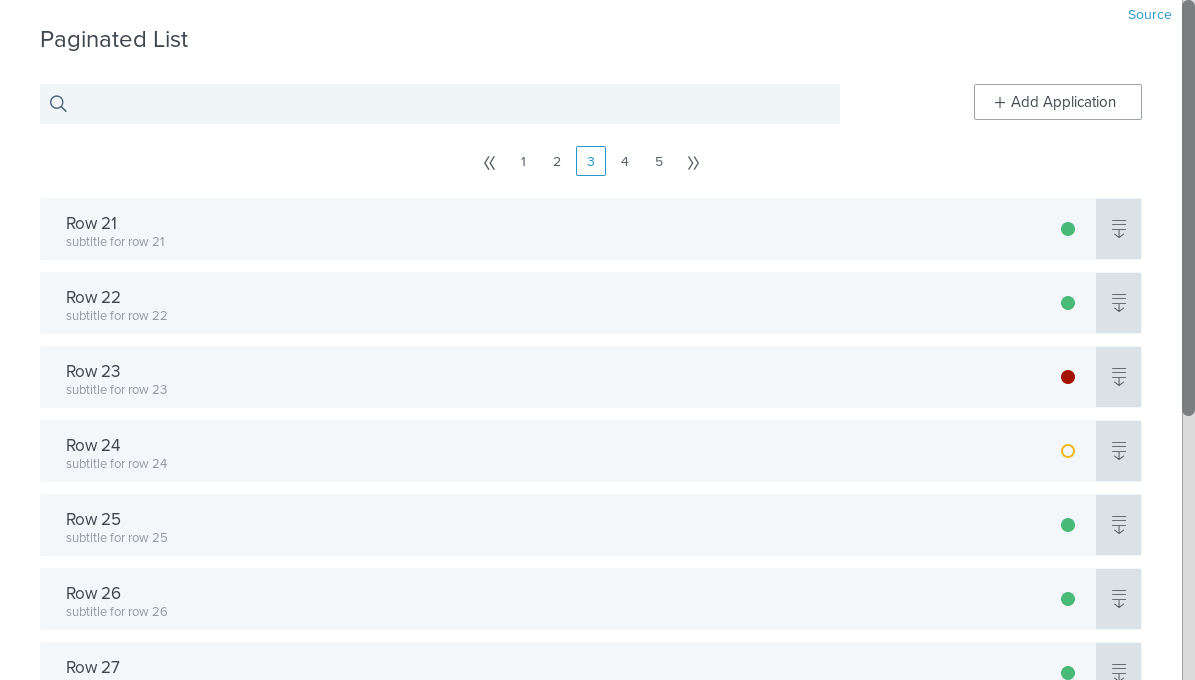 Source
Paginated List
+ Add Application
1 2 3 4 5
Row 21
subtitle for row 21
Row 22
subtitle for row 22
Row 23
subtitle for row 23
Row 24
subtitle for row 24
Row 25
subtitle for row 25
Row 26
subtitle for row 26
Row 27